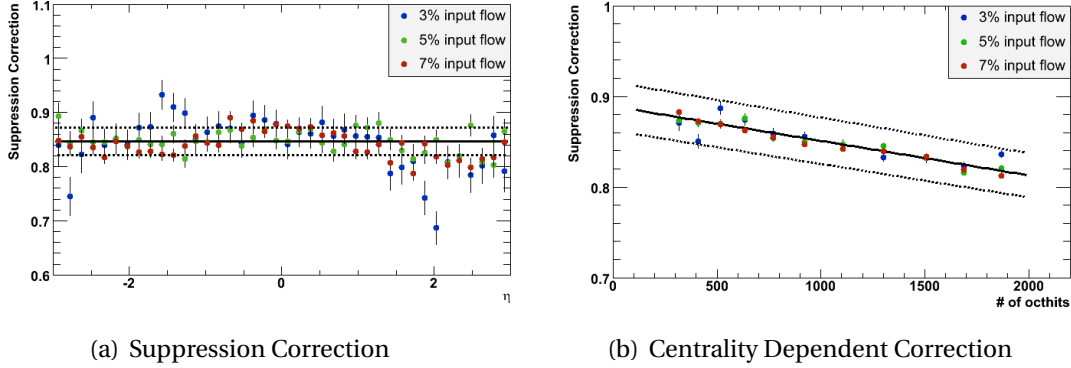 Suppression Correction
1.1
1
0.9
0.8
0.7
0.6
-2
0
2
η
3% input flow
5% input flow
7% input flow
(a) Suppression Correction
Suppression Correction
1
0.9
0.8
0.7
0
500
1000
1500
2000
# of octhits
3% input flow
5% input flow
7% input flow
(b) Centrality Dependent Correction